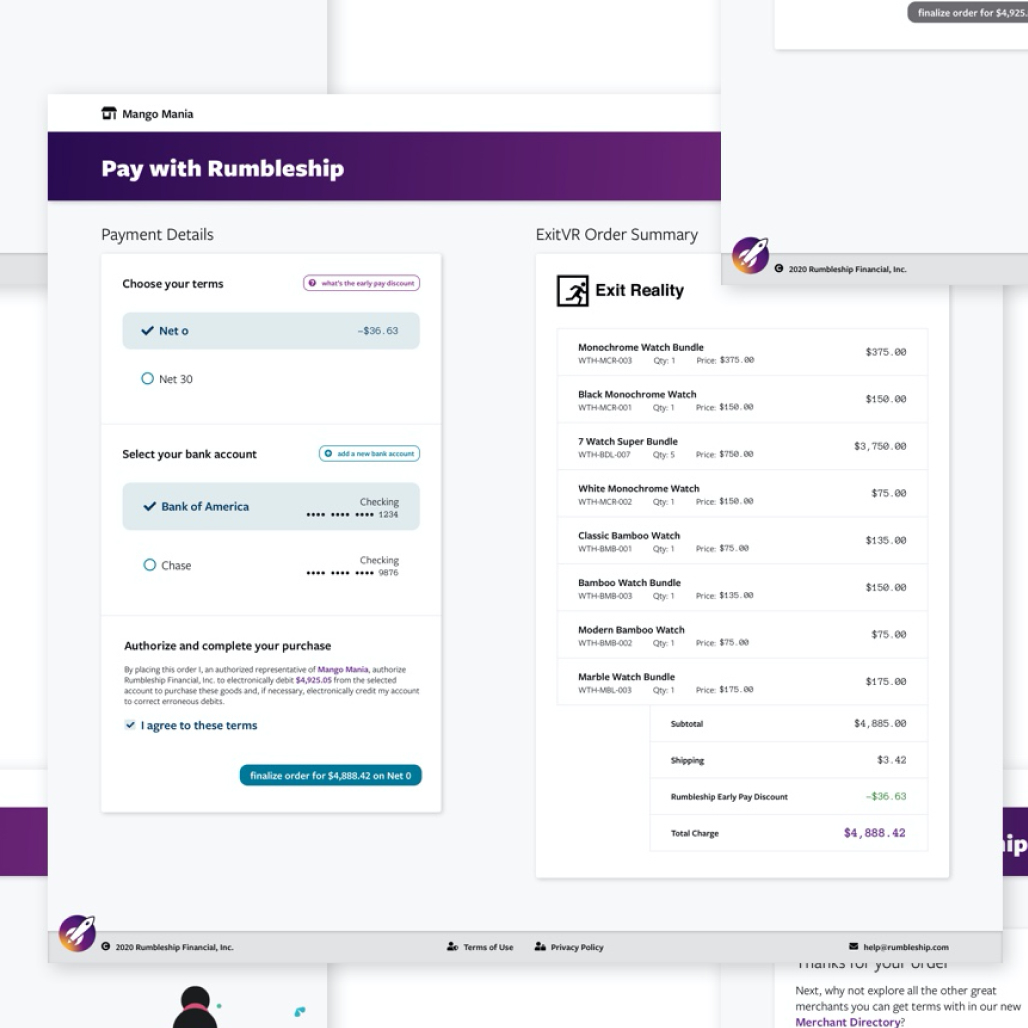 finalize order for $4,925.
Mango Mania
Pay with Rumbleship
Payment Details
Choose your terms
what's the early pay discount
Net 0
-$36.63
Net 30
Select your bank account
add a new bank account
Bank of America
Checking
•••• •••• •••• 1234
Chase
Checking
•••• •••• •••• 9876
Authorize and complete your purchase
By placing this order I, an authorized representative of Mango Mania, authorize
Rumbleship Financial, Inc. to electronically debit $4,925.05 from the selected
account to purchase these goods and, if necessary, electronically credit my account
to correct erroneous debits.
I agree to these terms
finalize order for $4,888.42 on Net 0
ExitVR Order Summary
Exit Reality
Monochrome Watch Bundle
WTH-MCR-003 Qty: 1 Price: $375.00
$375.00
Black Monochrome Watch
WTH-MCR-001 Qty: 1 Price: $150.00
$150.00
7 Watch Super Bundle
WTH-BDL-007 Qty: 5 Price: $750.00
$3,750.00
White Monochrome Watch
WTH-MCR-002 Qty: 1 Price: $150.00
$75.00
Classic Bamboo Watch
WTH-BMB-001 Qty: 1 Price: $75.00
$135.00
Bamboo Watch Bundle
WTH-BMB-003 Qty: 1 Price: $135.00
$150.00
Modern Bamboo Watch
WTH-BMB-002 Qty: 1 Price: $75.00
$75.00
Marble Watch Bundle
WTH-MBL-003 Qty: 1 Price: $175.00
$175.00
Subtotal $4,885.00
Shipping $3.42
Rumbleship Early Pay Discount -$36.63
Total Charge $4,888.42
2020 Rumbleship Financial, Inc.
ip
2020 Rumbleship Financial, Inc.
Terms of Use
Privacy Policy
help@rumbleship.com
Thanks for your order
Next, why not explore all the other great
merchants you can get terms with in our new
Merchant Directory?